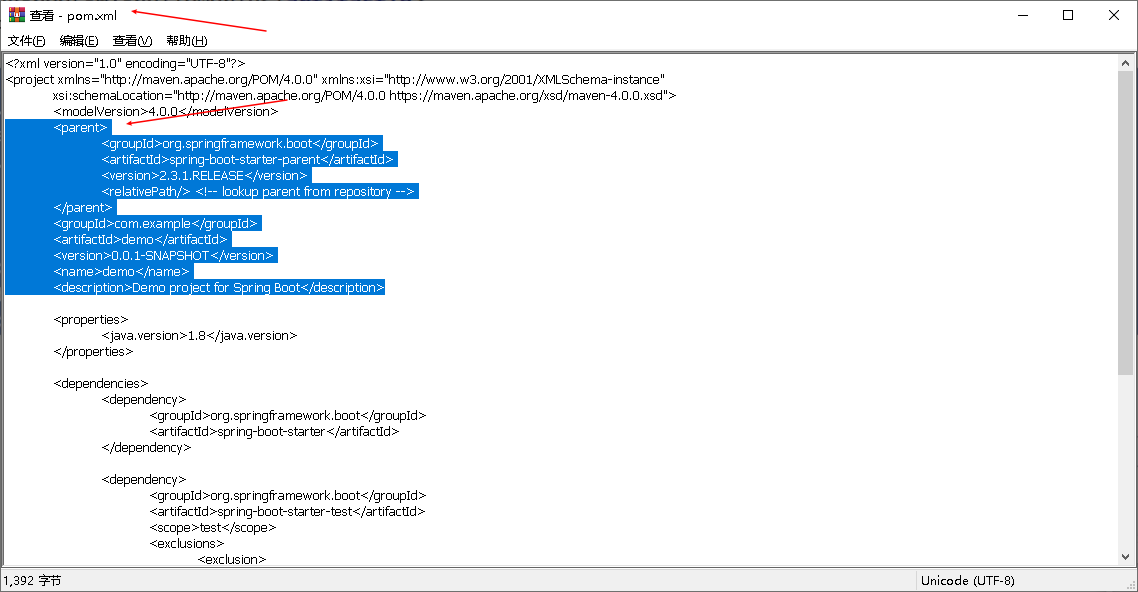 查看 - pom.xml
文件(F) 编辑(E) 查看(V) 帮助(H)
<?xml version="1.0" encoding="UTF-8"?>
<project xmlns="http://maven.apache.org/POM/4.0.0" xmlns:xsi="http://www.w3.org/2001/XMLSchema-instance"
xsi:schemaLocation="http://maven.apache.org/POM/4.0.0 https://maven.apache.org/xsd/maven-4.0.0.xsd">
<modelVersion>4.0.0</modelVersion>
<parent>
<groupId>org.springframework.boot</groupId>
<artifactId>spring-boot-starter-parent</artifactId>
<version>2.3.1.RELEASE</version>
<relativePath/> <!-- lookup parent from repository -->
</parent>
<groupId>com.example</groupId>
<artifactId>demo</artifactId>
<version>0.0.1-SNAPSHOT</version>
<name>demo</name>
<description>Demo project for Spring Boot</description>
<properties>
<java.version>1.8</java.version>
</properties>
<dependencies>
<dependency>
<groupId>org.springframework.boot</groupId>
<artifactId>spring-boot-starter</artifactId>
</dependency>
<dependency>
<groupId>org.springframework.boot</groupId>
<artifactId>spring-boot-starter-test</artifactId>
<scope>test</scope>
<exclusions>
<exclusion>
1,392 字节 Unicode (UTF-8)